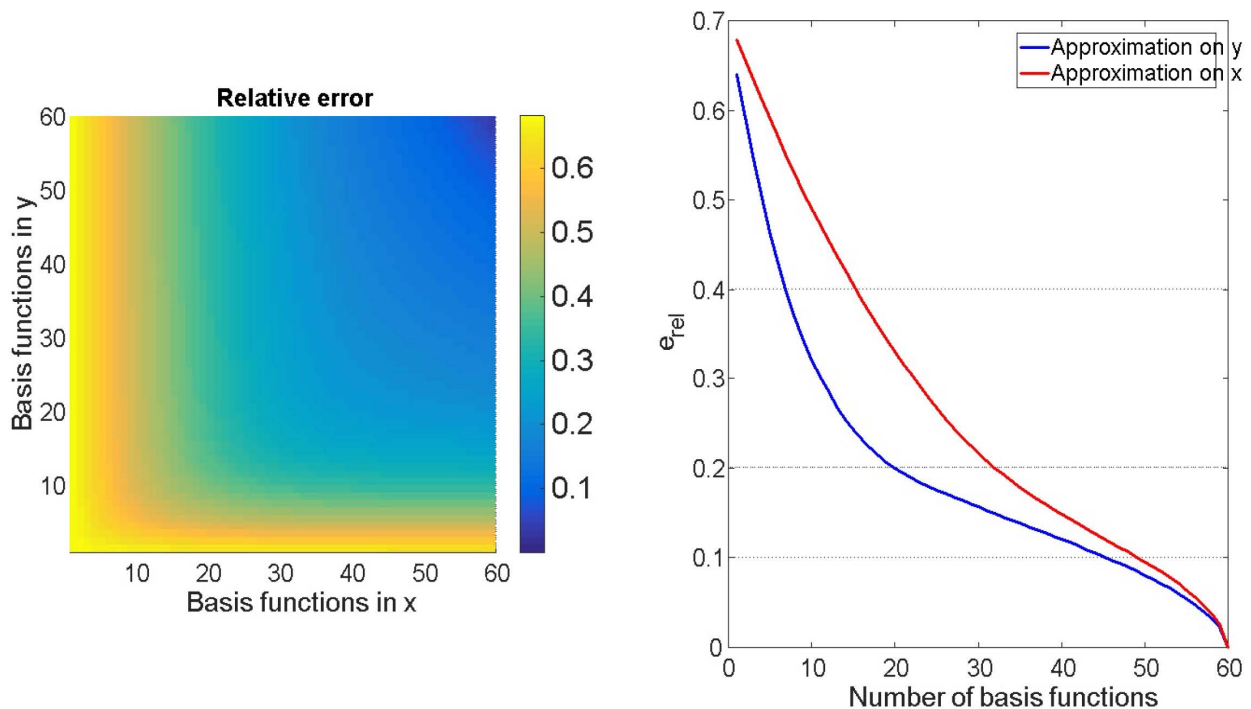 Relative error
60
50
40
30
20
10
Basis functions in y
10 20 30 40 50 60
Basis functions in x
0.6
0.5
0.4
0.3
0.2
0.1
0.7
0.6
0.5
0.4
0.3
0.2
0.1
0
e_rel
Approximation on y
Approximation on x
0 10 20 30 40 50 60
Number of basis functions